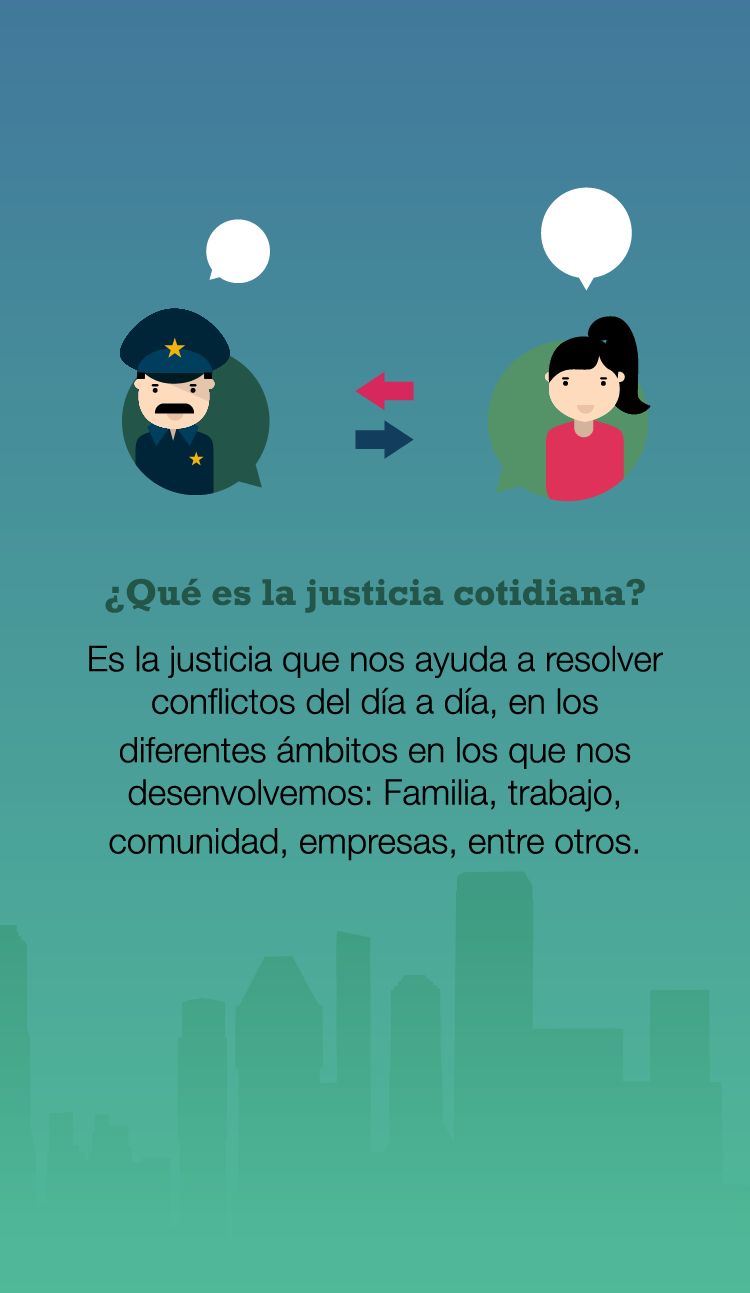 ¿Qué es la justicia cotidiana?
Es la justicia que nos ayuda a resolver
conflictos del día a día, en los
diferentes ámbitos en los que nos
desenvolvemos: Familia, trabajo,
comunidad, empresas, entre otros.